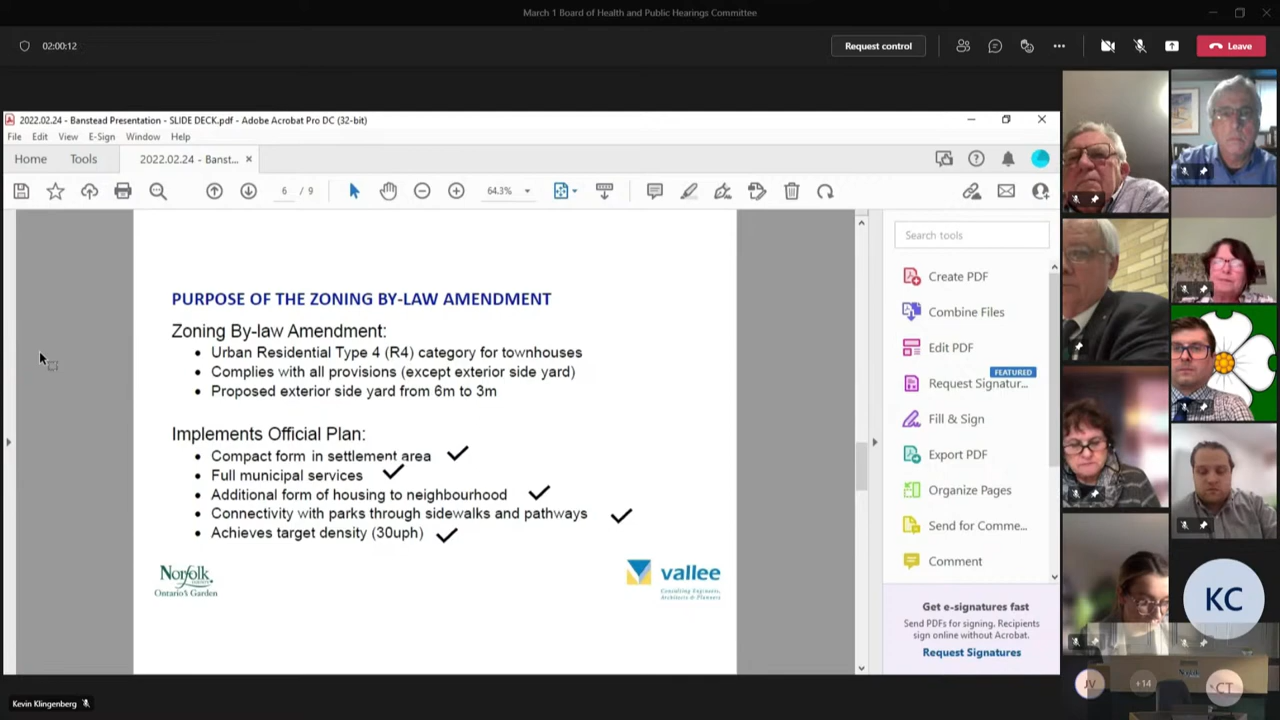 March 1 Board of Health and Public Hearings Committee
02:00:12
Request control
Leave
2022.02.24 - Banstead Presentation - SLIDE DECK.pdf - Adobe Acrobat Pro DC (32-bit)
File Edit View E-Sign Window Help
Home Tools 2022.02.24 - Banst...
6 / 9 64.3%
Search tools
Create PDF
Combine Files
Edit PDF
FEATURED
Request Signatur...
Fill & Sign
Export PDF
Organize Pages
Send for Comme...
Comment
Get e-signatures fast
Send PDFs for signing. Recipients
sign online without Acrobat.
Request Signatures
PURPOSE OF THE ZONING BY-LAW AMENDMENT
Zoning By-law Amendment:
• Urban Residential Type 4 (R4) category for townhouses
• Complies with all provisions (except exterior side yard)
• Proposed exterior side yard from 6m to 3m
Implements Official Plan:
• Compact form in settlement area
• Full municipal services
• Additional form of housing to neighbourhood
• Connectivity with parks through sidewalks and pathways
• Achieves target density (30uph)
Norfolk
Ontario's Garden
vallee
Consulting Engineers,
Architects & Planners
KC
JV
+14
CT
Kevin Klingenberg